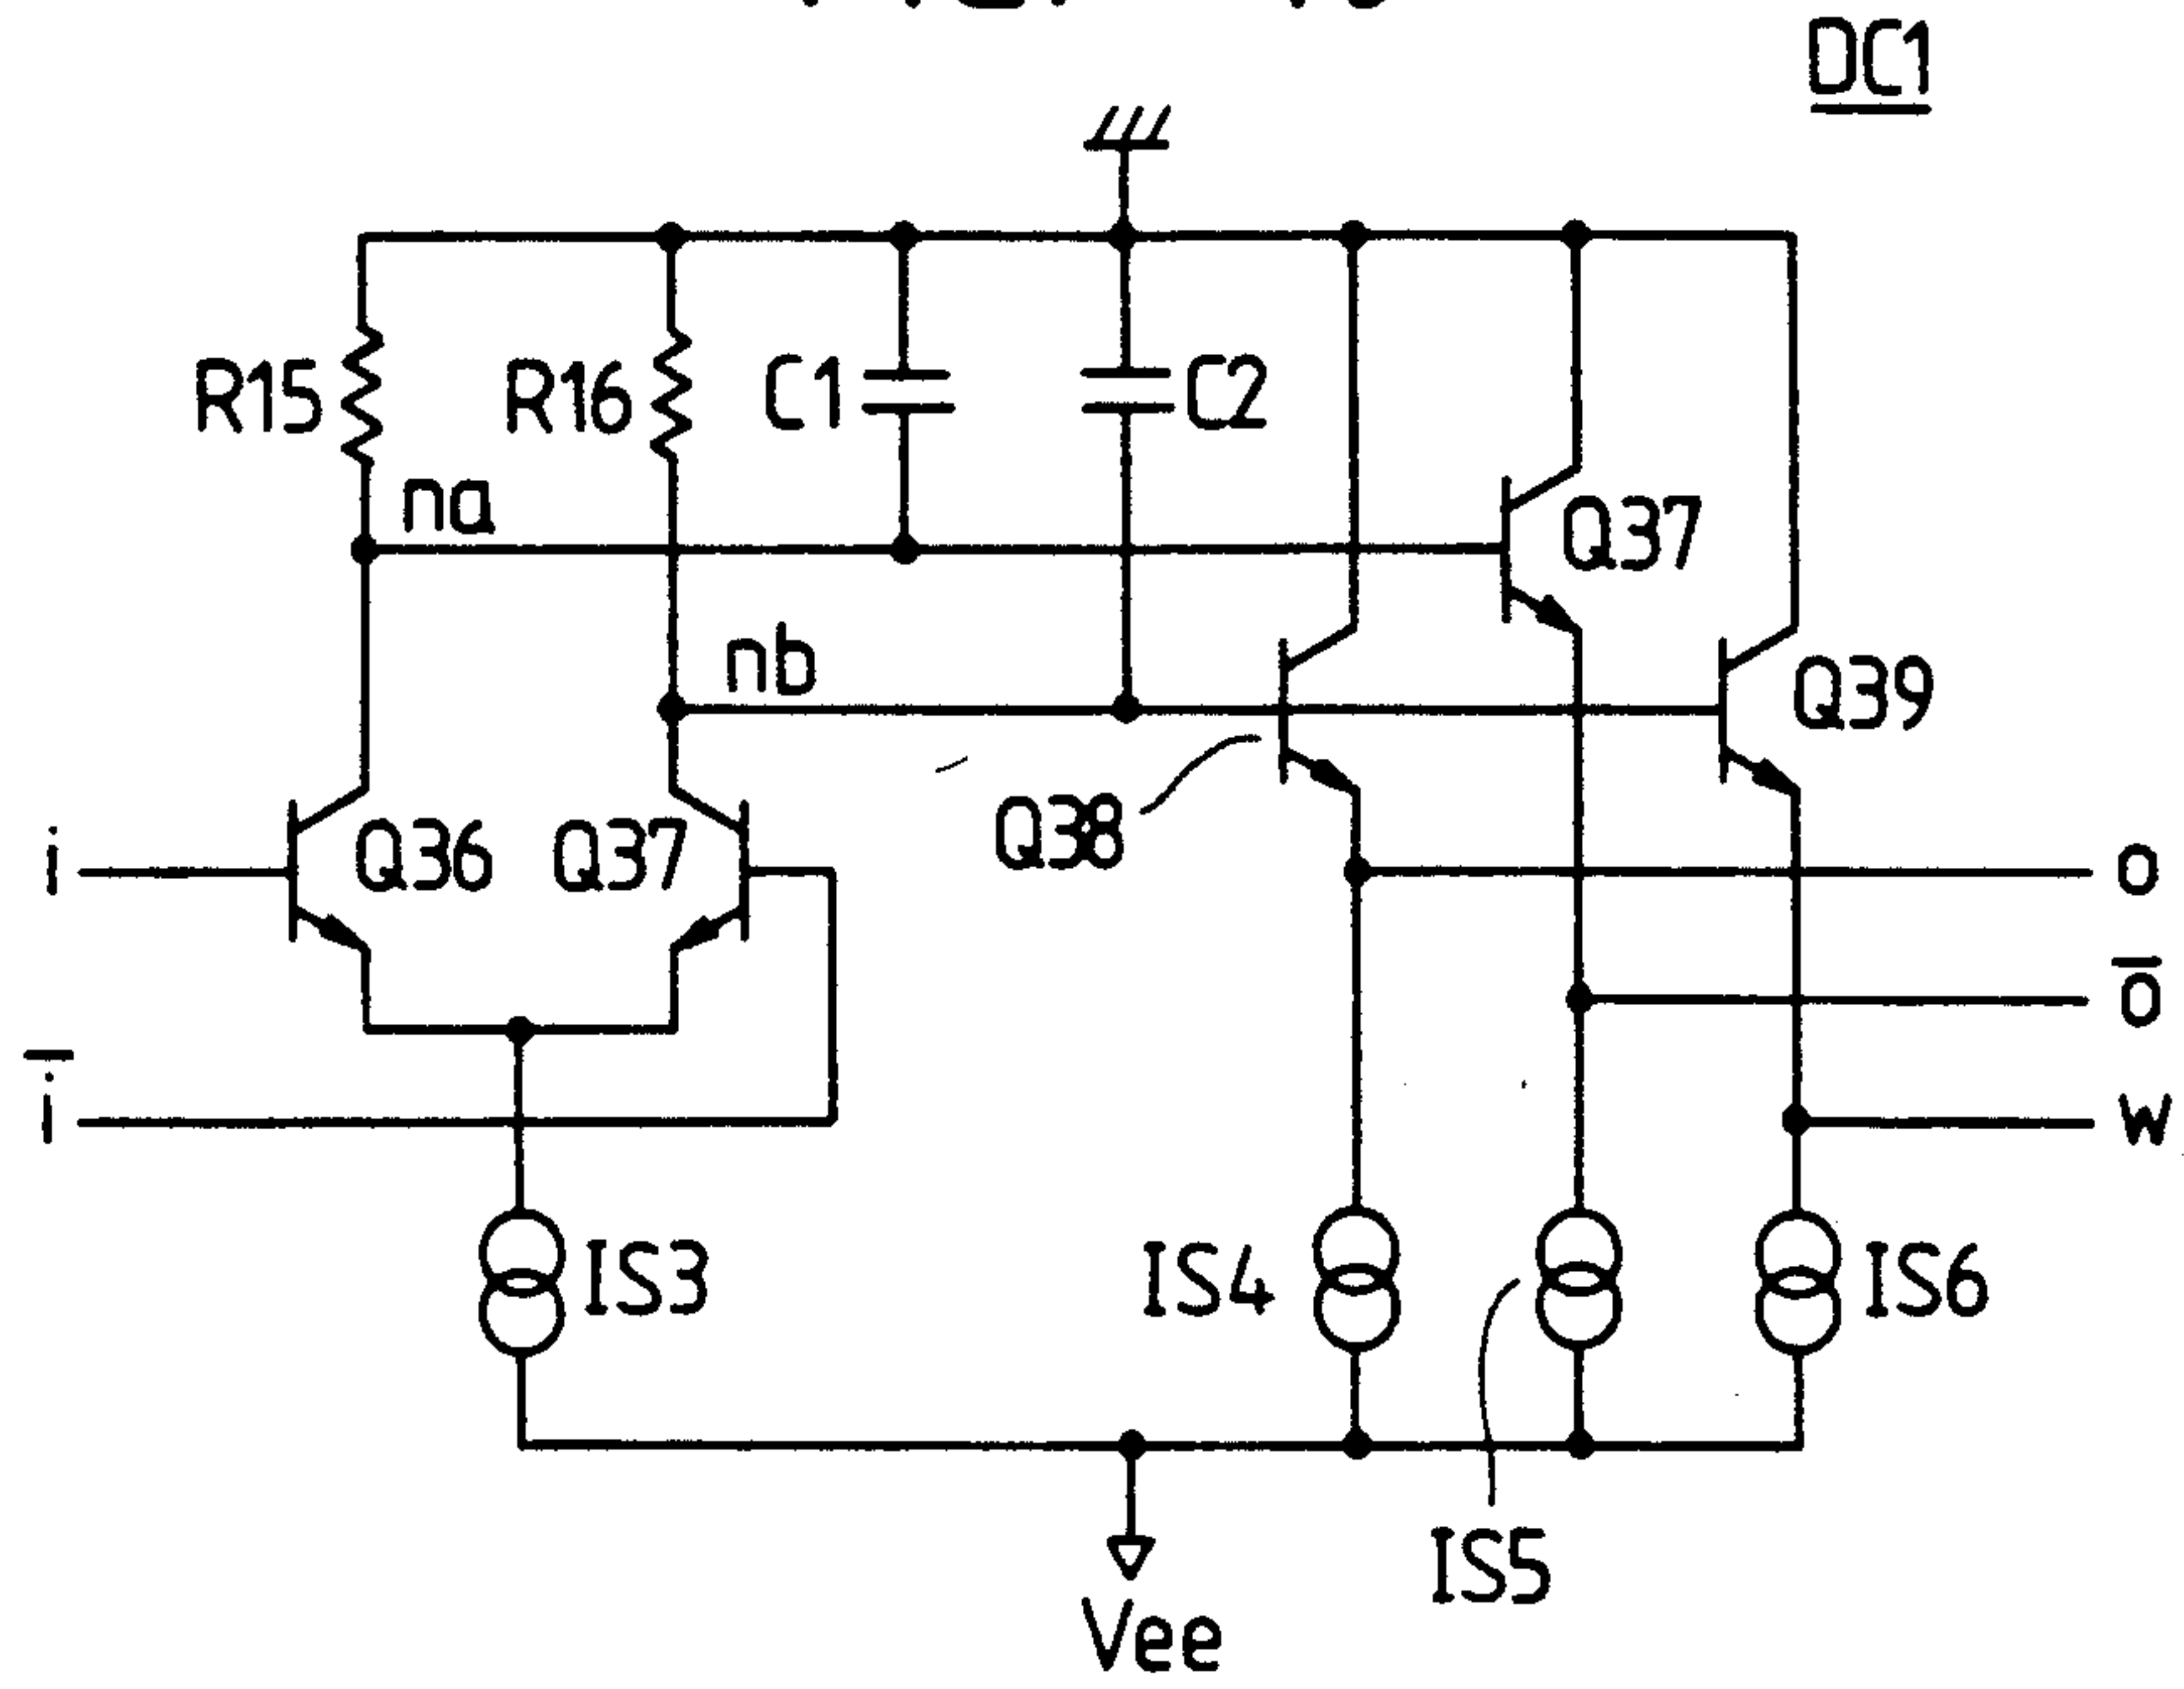 DC1
R15
R16
C1
C2
na
Q37
nb
Q39
i
Q36
Q37
Q38
o
o̅
i̅
w
IS3
IS4
IS6
IS5
Vee